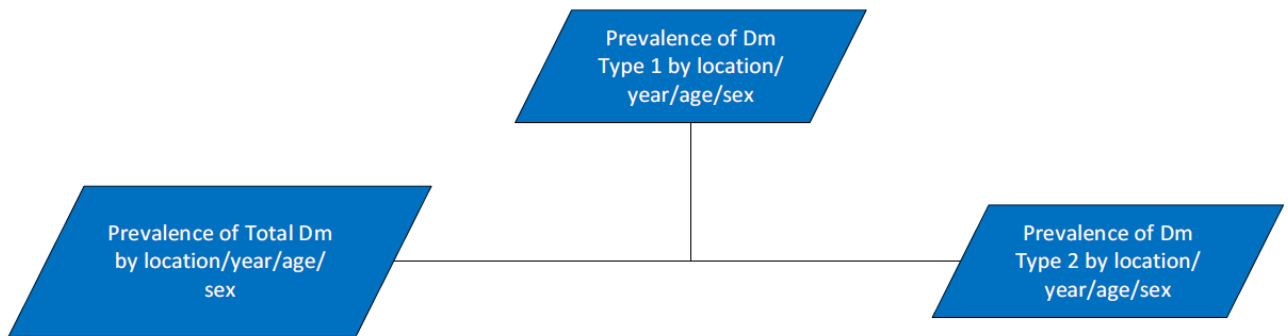 Prevalence of Dm
Type 1 by location/
year/age/sex
Prevalence of Total Dm
by location/year/age/
sex
Prevalence of Dm
Type 2 by location/
year/age/sex